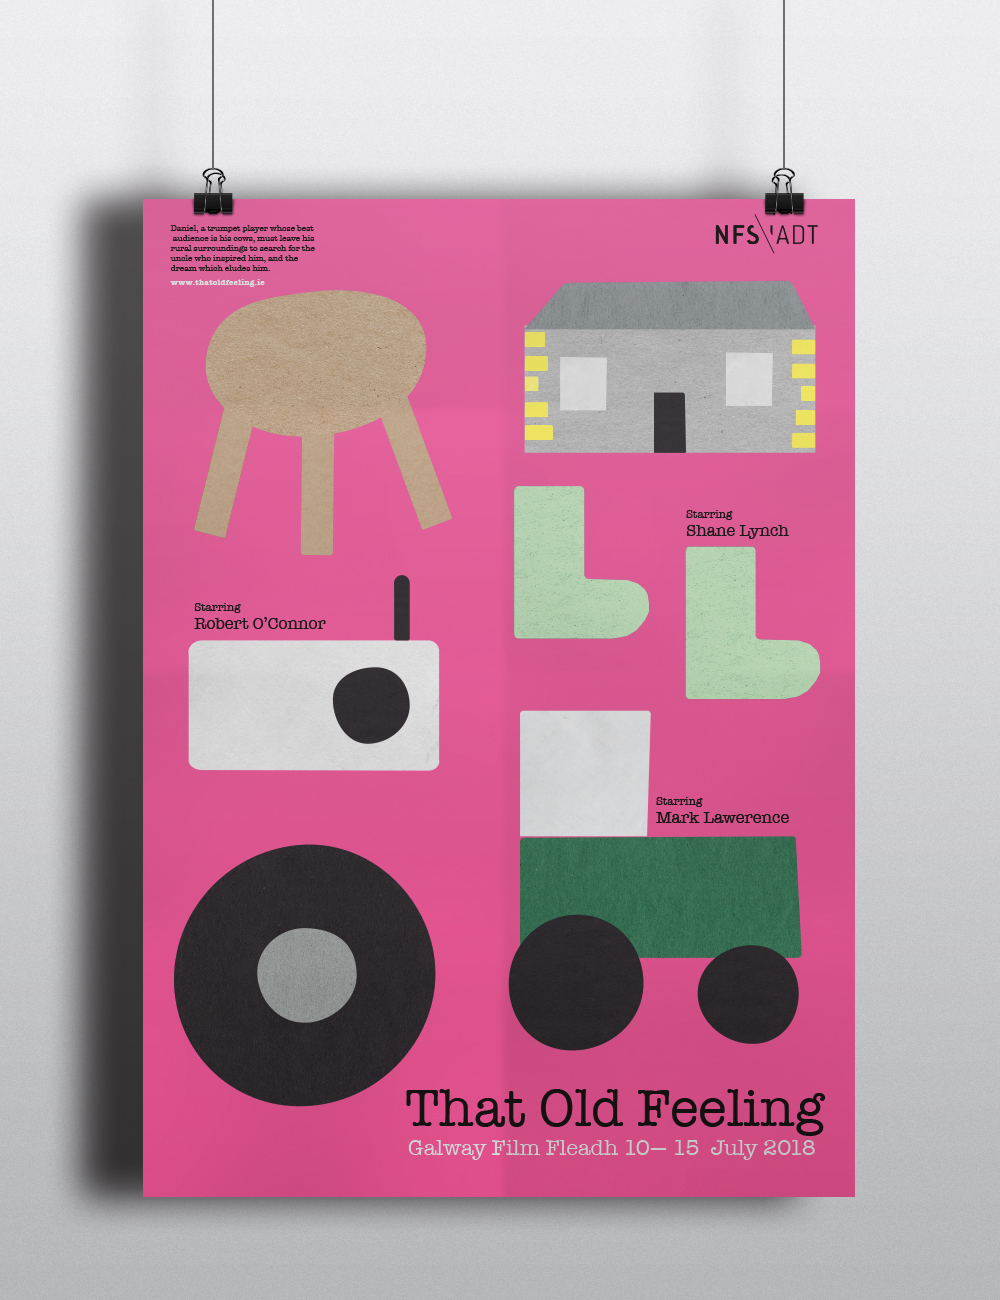 Daniel, a trumpet player whose best
audience is his cows, must leave his
rural surroundings to search for the
uncle who inspired him, and the
dream which eludes him.
www.thatoldfeeling.ie
NFS\'ADT
Starring
Shane Lynch
Starring
Robert O'Connor
Starring
Mark Lawerence
That Old Feeling
Galway Film Fleadh 10— 15 July 2018